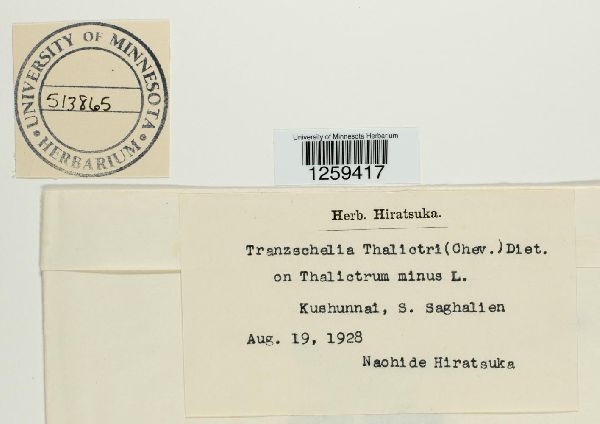 UNIVERSITY OF MINNESOTA
513865
HERBARIUM
University of Minnesota Herbarium
1259417
Herb. Hiratsuka.
Tranzschelia Thalictri(Chev.)Diet.
on Thalictrum minus L.
Kushunnai, S. Saghalien
Aug. 19, 1928
Naohide Hiratsuka